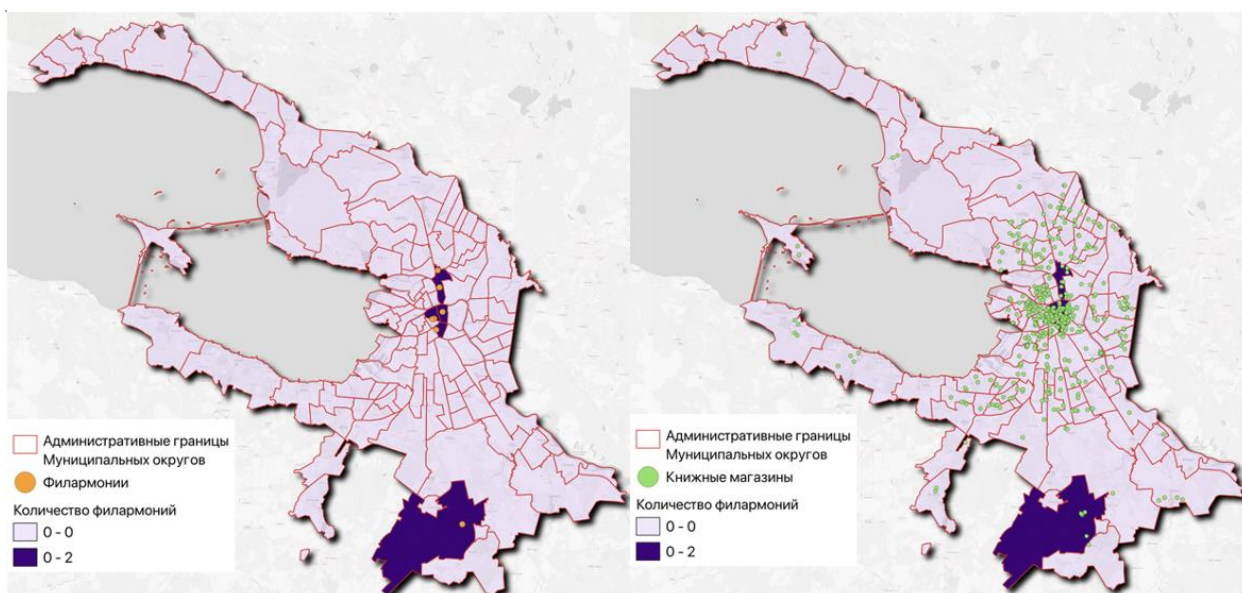 Административные границы
Муниципальных округов
Филармонии
Количество филармоний
0 - 0
0 - 2
Административные границы
Муниципальных округов
Книжные магазины
Количество филармоний
0 - 0
0 - 2